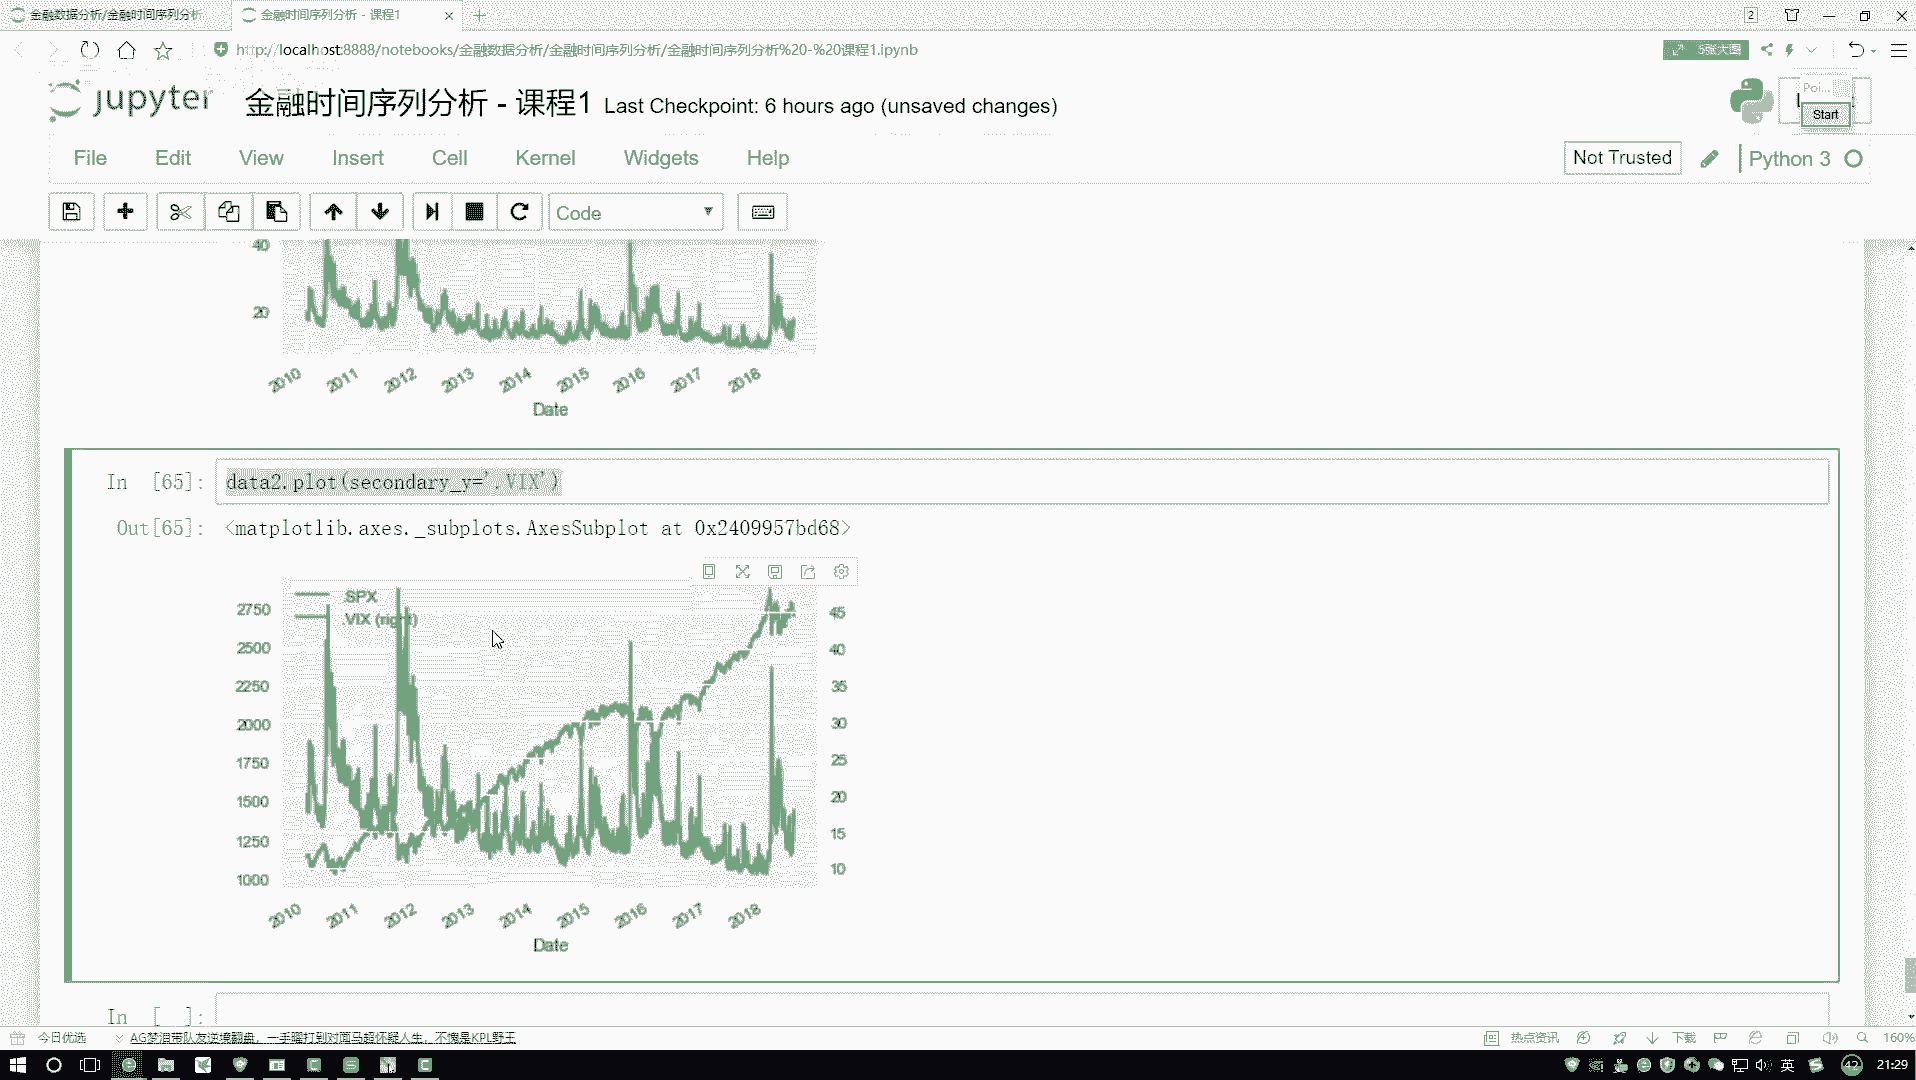 金融数据分析/金融时间序列分析
金融时间序列分析 - 课程1
2
http://localhost:8888/notebooks/金融数据分析/金融时间序列分析/金融时间序列分析%20-%20课程1.ipynb
5张大图
jupyter 金融时间序列分析 - 课程1 Last Checkpoint: 6 hours ago (unsaved changes)
Poi...
Start
File Edit View Insert Cell Kernel Widgets Help
Not Trusted
Python 3
Code
40
20
2010 2011 2012 2013 2014 2015 2016 2017 2018
Date
In [65]: data2.plot(secondary_y='.VIX')
Out[65]: <matplotlib.axes._subplots.AxesSubplot at 0x2409957bd68>
.SPX
.VIX (right)
2750 45
2500 40
2250 35
2000 30
1750 25
1500 20
1250 15
1000 10
2010 2011 2012 2013 2014 2015 2016 2017 2018
Date
In [ ]:
今日优选
AG梦泪带队友逆境翻盘，一手曜打到对面马超怀疑人生，不愧是KPL野王
热点资讯
下载
160%
英
42
21:29